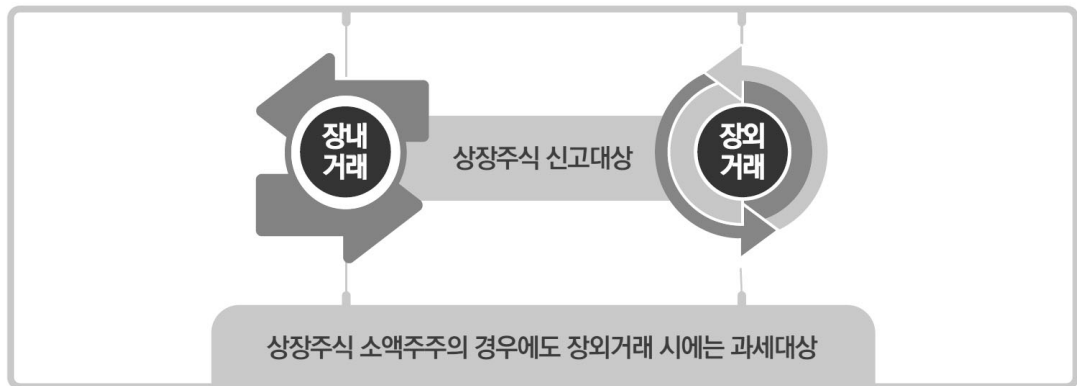 장내
거래
상장주식 신고대상
장외
거래
상장주식 소액주주의 경우에도 장외거래 시에는 과세대상